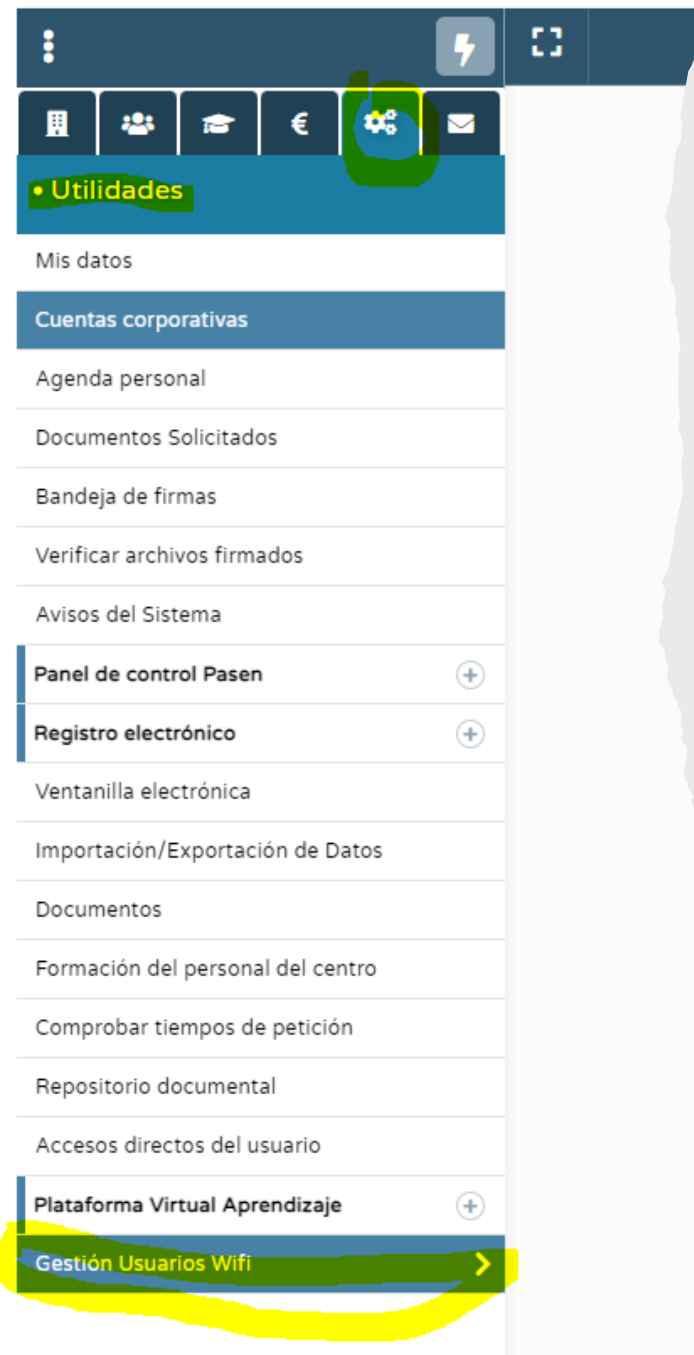 €
• Utilidades
Mis datos
Cuentas corporativas
Agenda personal
Documentos Solicitados
Bandeja de firmas
Verificar archivos firmados
Avisos del Sistema
Panel de control Pasen
Registro electrónico
Ventanilla electrónica
Importación/Exportación de Datos
Documentos
Formación del personal del centro
Comprobar tiempos de petición
Repositorio documental
Accesos directos del usuario
Plataforma Virtual Aprendizaje
Gestión Usuarios Wifi